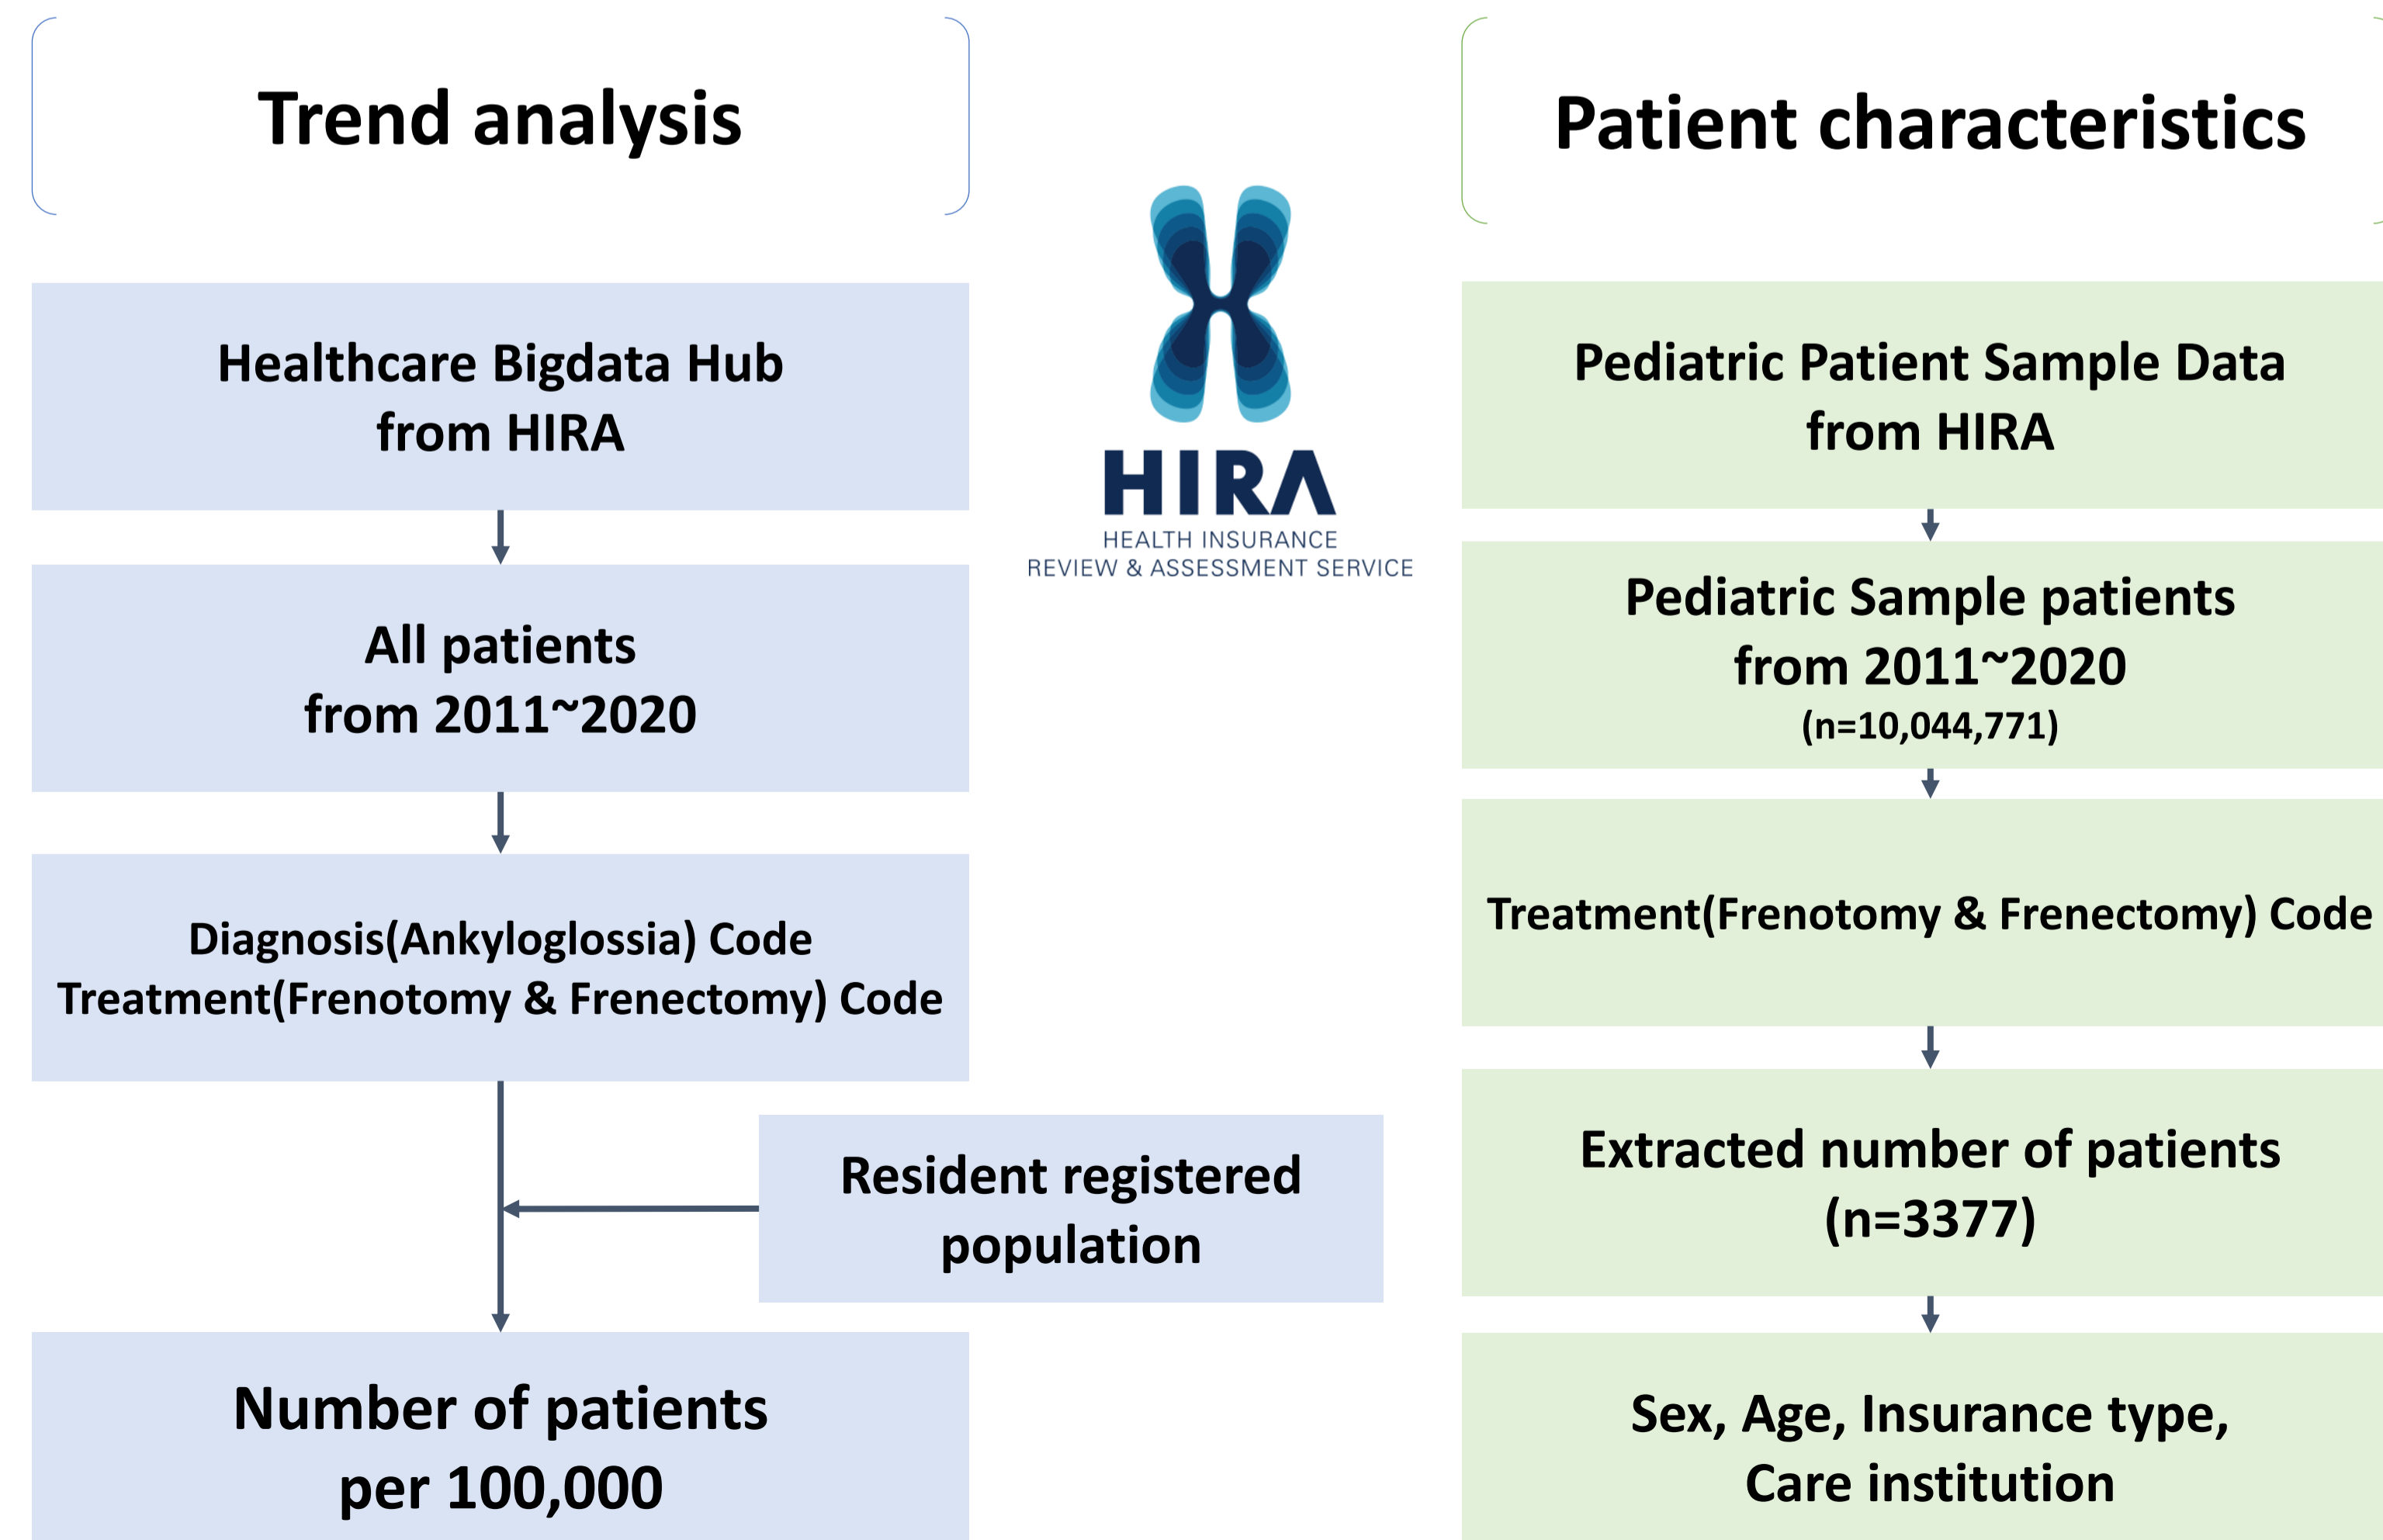 Trend analysis
Healthcare Bigdata Hub
from HIRA
All patients
from 2011~2020
Diagnosis(Ankyloglossia) Code
Treatment(Frenotomy & Frenectomy) Code
Resident registered
population
Number of patients
per 100,000
HIRA
HEALTH INSURANCE
REVIEW & ASSESSMENT SERVICE
Patient characteristics
Pediatric Patient Sample Data
from HIRA
Pediatric Sample patients
from 2011~2020
(n=10,044,771)
Treatment(Frenotomy & Frenectomy) Code
Extracted number of patients
(n=3377)
Sex, Age, Insurance type,
Care institution